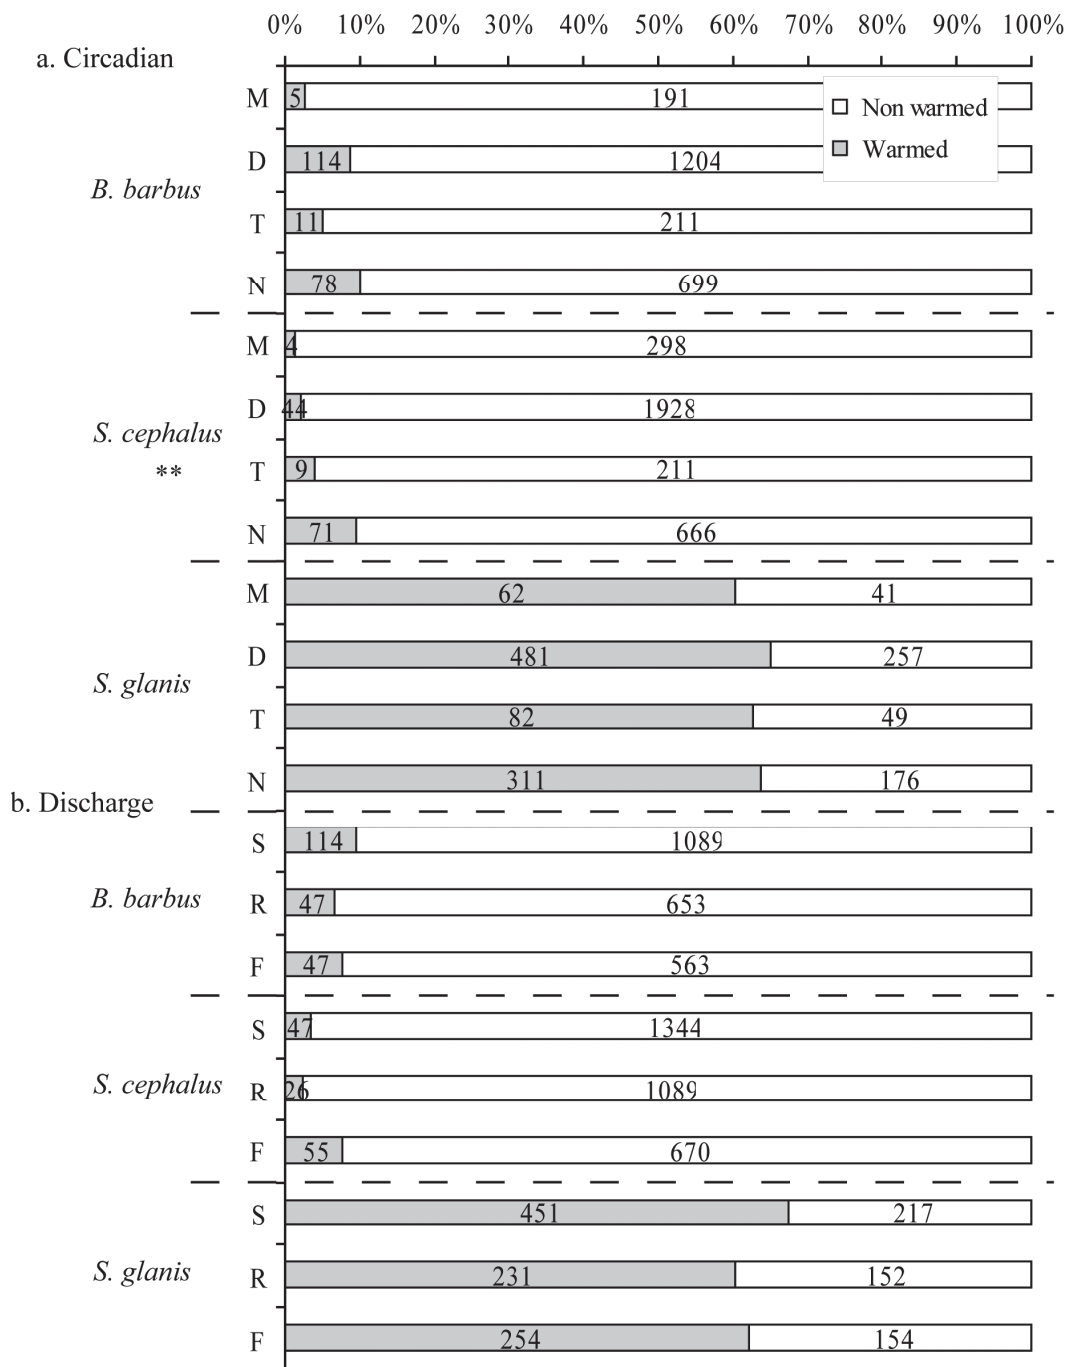 0% 10% 20% 30% 40% 50% 60% 70% 80% 90% 100%
a. Circadian
M 5 191
Non warmed
Warmed
D 114 1204
B. barbus
T 11 211
N 78 699
M 4 298
D 44 1928
S. cephalus
**
T 9 211
N 71 666
M 62 41
D 481 257
S. glanis
T 82 49
N 311 176
b. Discharge
S 114 1089
B. barbus R 47 653
F 47 563
S 47 1344
S. cephalus R 26 1089
F 55 670
S 451 217
S. glanis R 231 152
F 254 154